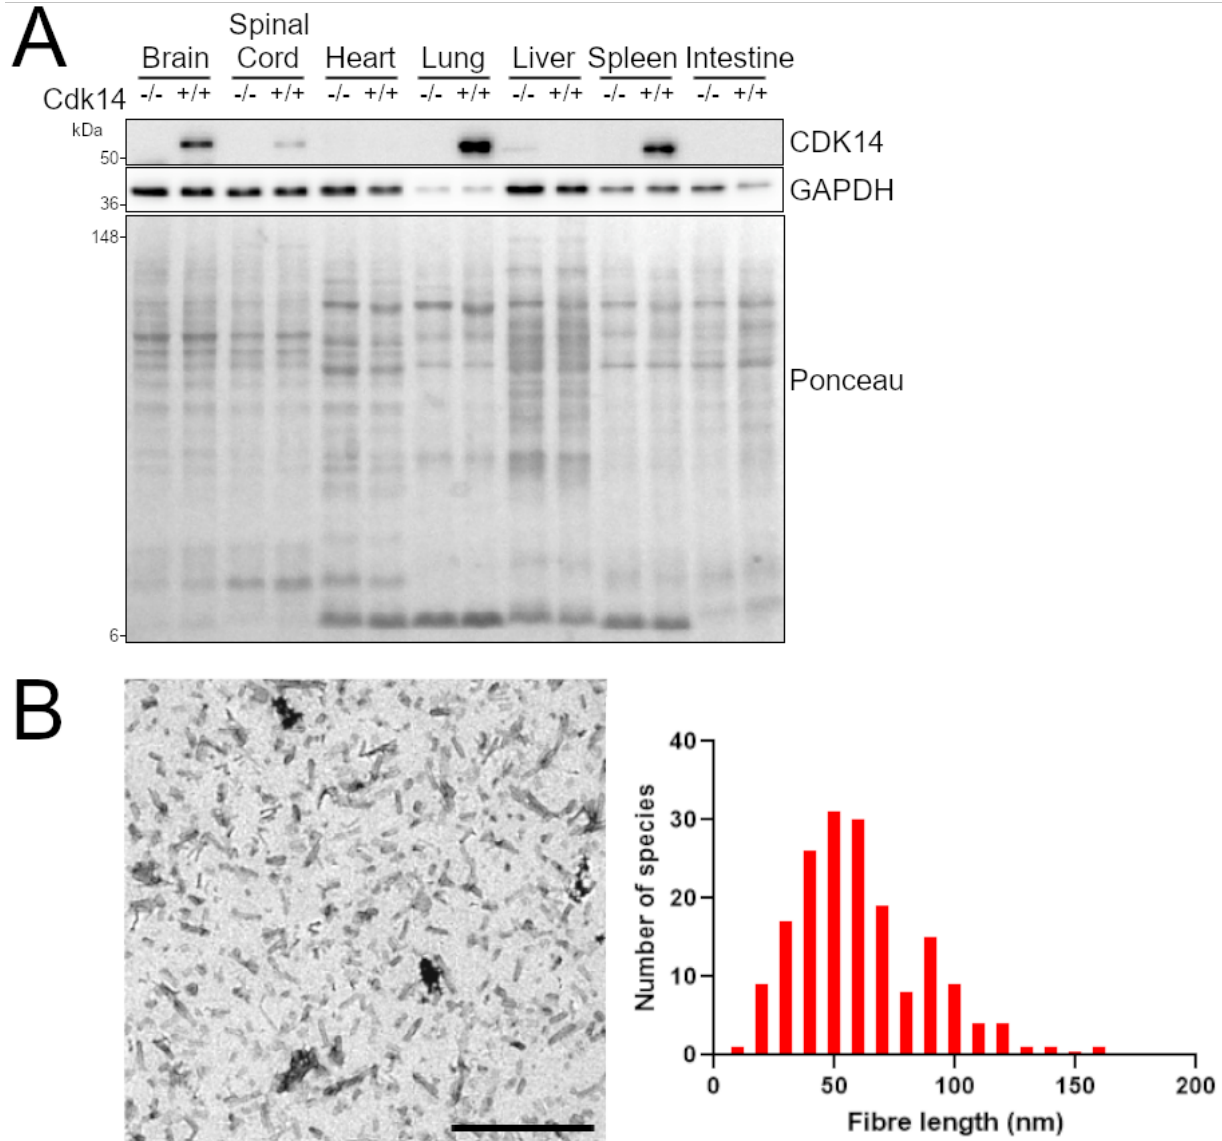 A
Spinal
Brain Cord Heart Lung Liver Spleen Intestine
Cdk14 -/- +/+ -/- +/+ -/- +/+ -/- +/+ -/- +/+ -/- +/+ -/- +/+
kDa
50 CDK14
GAPDH
36
148
Ponceau
6
B
40
30
20
10
0
Number of species
0 50 100 150 200
Fibre length (nm)